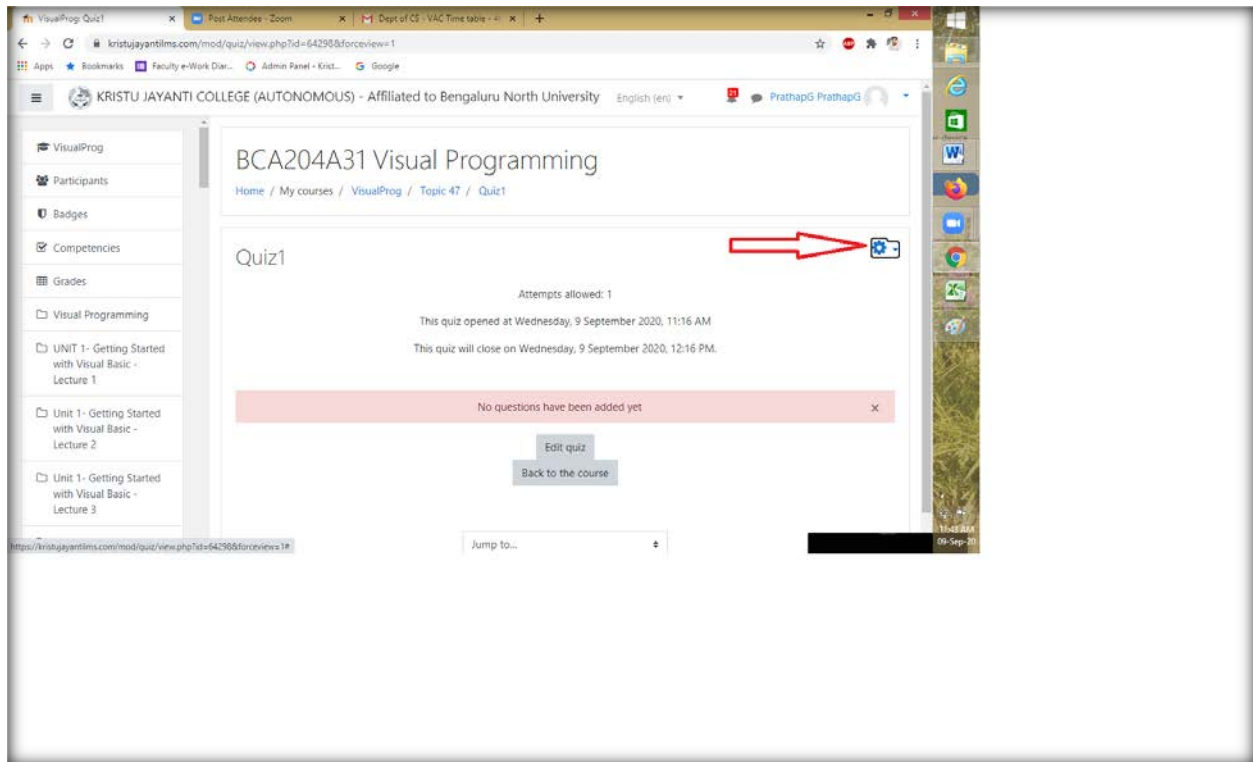 VisualProg: Quiz1
Post Attendee - Zoom
Dept of CS - VAC Time table -
kristujayantilms.com/mod/quiz/view.php?id=64298&forceview=1
Apps
Bookmarks
Faculty e-Work Diar...
Admin Panel - Krist...
Google
KRISTU JAYANTI COLLEGE (AUTONOMOUS) - Affiliated to Bengaluru North University
English (en)
21
PrathapG PrathapG
VisualProg
Participants
Badges
Competencies
Grades
Visual Programming
UNIT 1- Getting Started
with Visual Basic -
Lecture 1
Unit 1- Getting Started
with Visual Basic -
Lecture 2
Unit 1- Getting Started
with Visual Basic -
Lecture 3
BCA204A31 Visual Programming
Home / My courses / VisualProg / Topic 47 / Quiz1
Quiz1
Attempts allowed: 1
This quiz opened at Wednesday, 9 September 2020, 11:16 AM
This quiz will close on Wednesday, 9 September 2020, 12:16 PM.
No questions have been added yet
Edit quiz
Back to the course
Jump to...
https://kristujayantilms.com/mod/quiz/view.php?id=64298&forceview=1#
11:43 AM
09-Sep-20